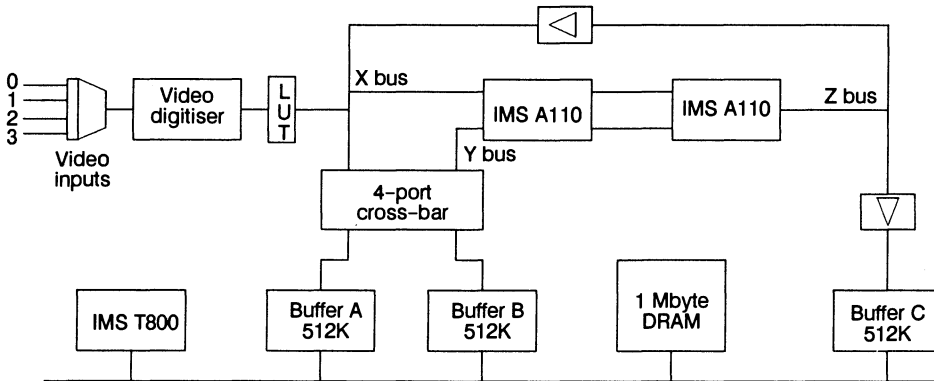 0
1
2
3
Video
inputs
Video
digitiser
L
U
T
X bus
IMS A110
IMS A110
Z bus
Y bus
4-port
cross-bar
IMS T800
Buffer A
512K
Buffer B
512K
1 Mbyte
DRAM
Buffer C
512K